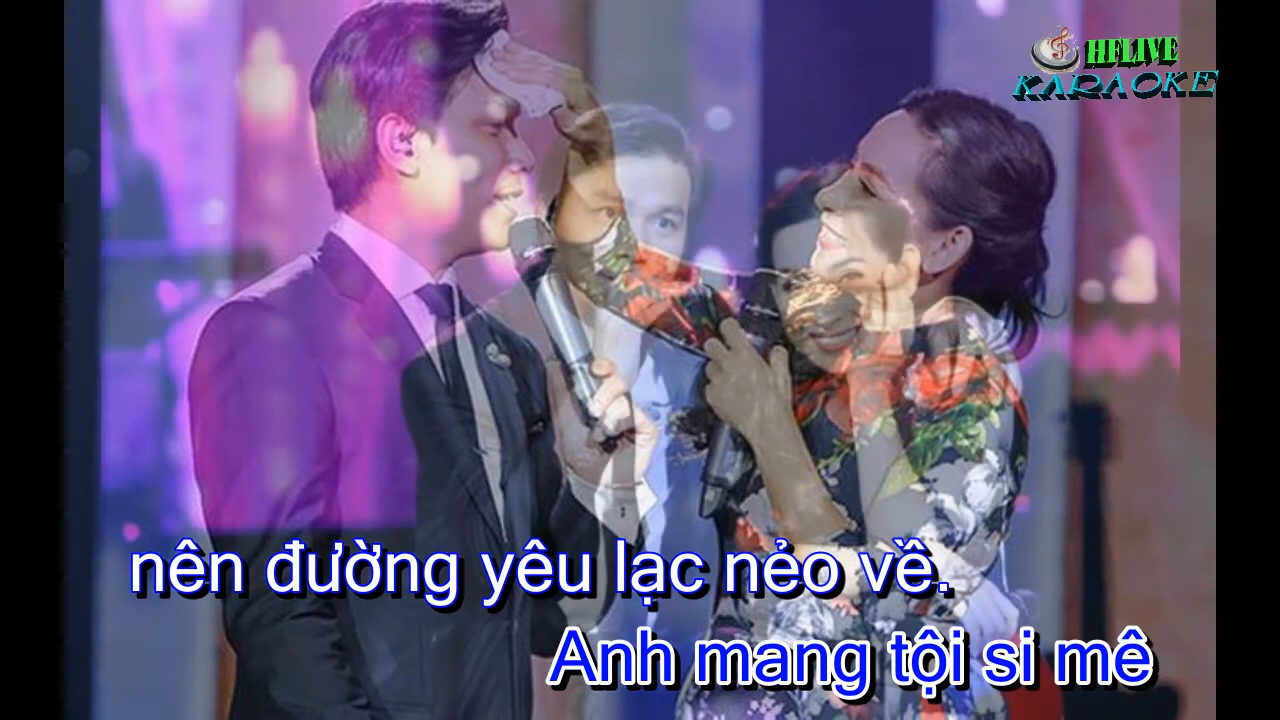 HFLIVE
KARAOKE
nên đường yêu lạc nẻo về.
Anh mang tội si mê